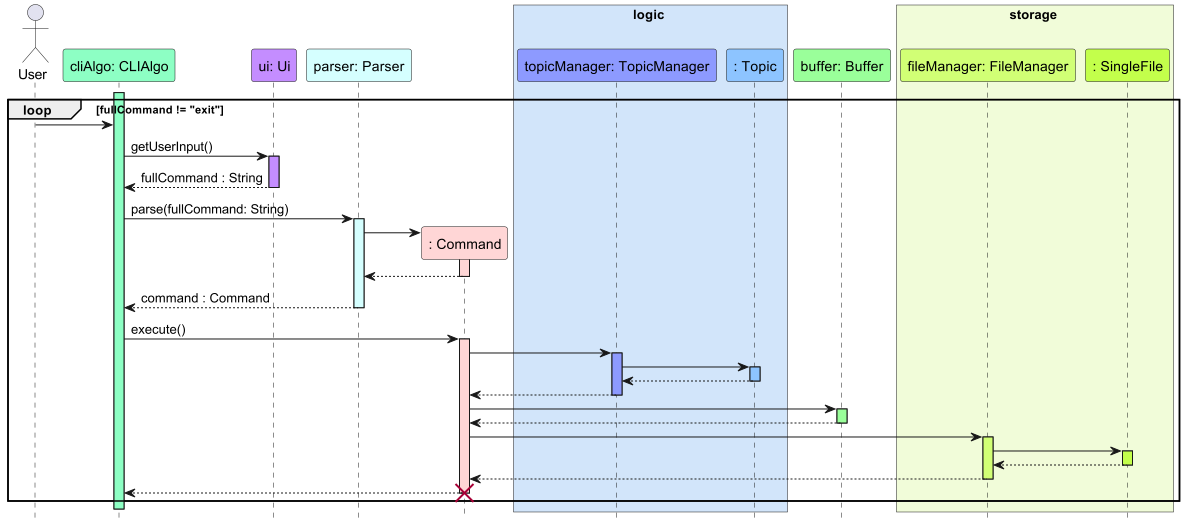 logic
storage
User
cliAlgo: CLIAlgo
ui: Ui
parser: Parser
topicManager: TopicManager
: Topic
buffer: Buffer
fileManager: FileManager
: SingleFile
loop
[fullCommand != "exit"]
getUserInput()
fullCommand : String
parse(fullCommand: String)
: Command
command : Command
execute()